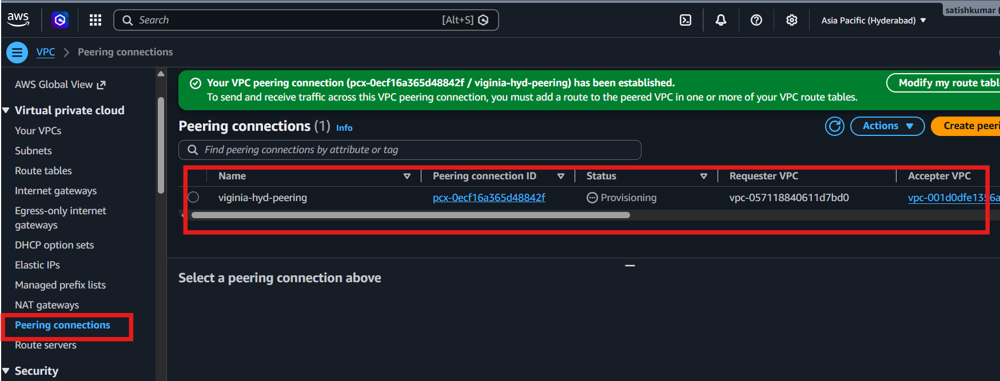 aws
Search
[Alt+S]
Asia Pacific (Hyderabad)
satishkumar (
VPC
Peering connections
AWS Global View
Virtual private cloud
Your VPCs
Subnets
Route tables
Internet gateways
Egress-only internet
gateways
DHCP option sets
Elastic IPs
Managed prefix lists
NAT gateways
Peering connections
Route servers
Security
Your VPC peering connection (pcx-0ecf16a365d48842f / viginia-hyd-peering) has been established.
To send and receive traffic across this VPC peering connection, you must add a route to the peered VPC in one or more of your VPC route tables.
Modify my route tabl
Peering connections (1) Info
Actions
Create peeri
Find peering connections by attribute or tag
Name Peering connection ID Status Requester VPC Accepter VPC
viginia-hyd-peering pcx-0ecf16a365d48842f Provisioning vpc-057118840611d7bd0 vpc-001d0dfe1356a
Select a peering connection above